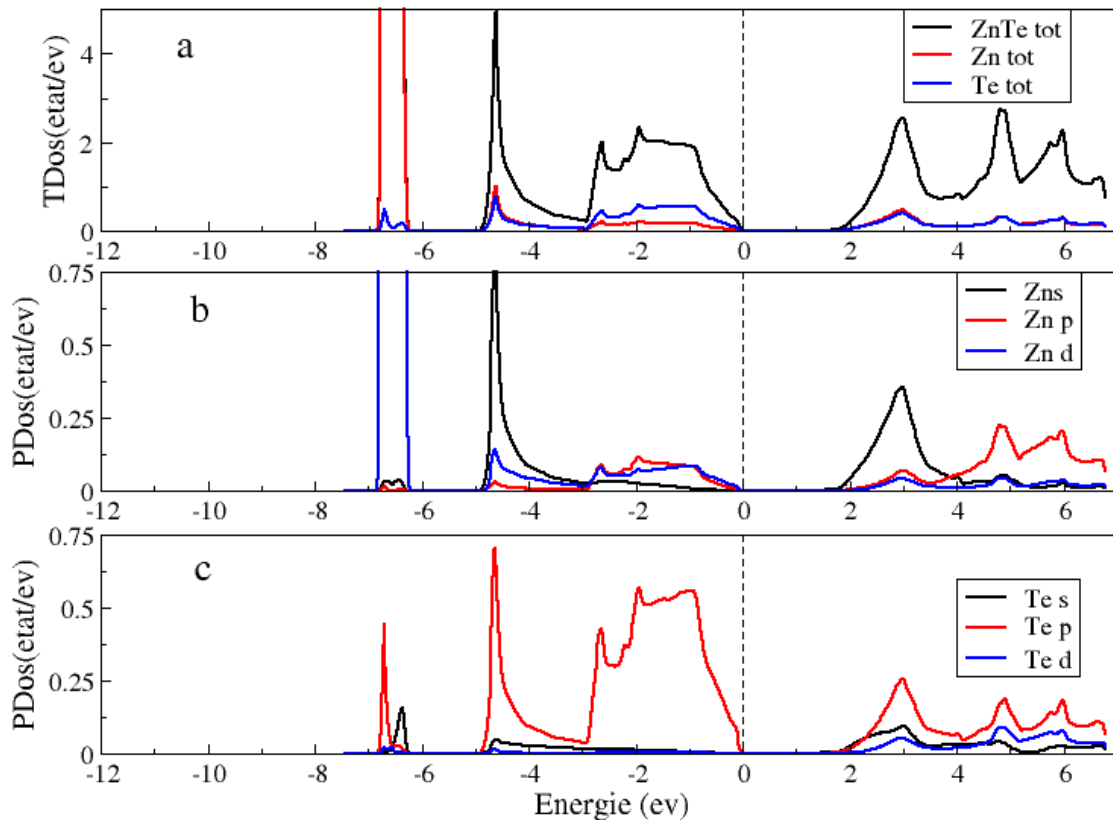 a
ZnTe tot
Zn tot
Te tot
TDos(etat/ev)
4
2
0
-12 -10 -8 -6 -4 -2 0 2 4 6
b
Zns
Zn p
Zn d
PDos(etat/ev)
0.75
0.5
0.25
0
-12 -10 -8 -6 -4 -2 0 2 4 6
c
Te s
Te p
Te d
PDos(etat/ev)
0.75
0.5
0.25
0
-12 -10 -8 -6 -4 -2 0 2 4 6
Energie (ev)